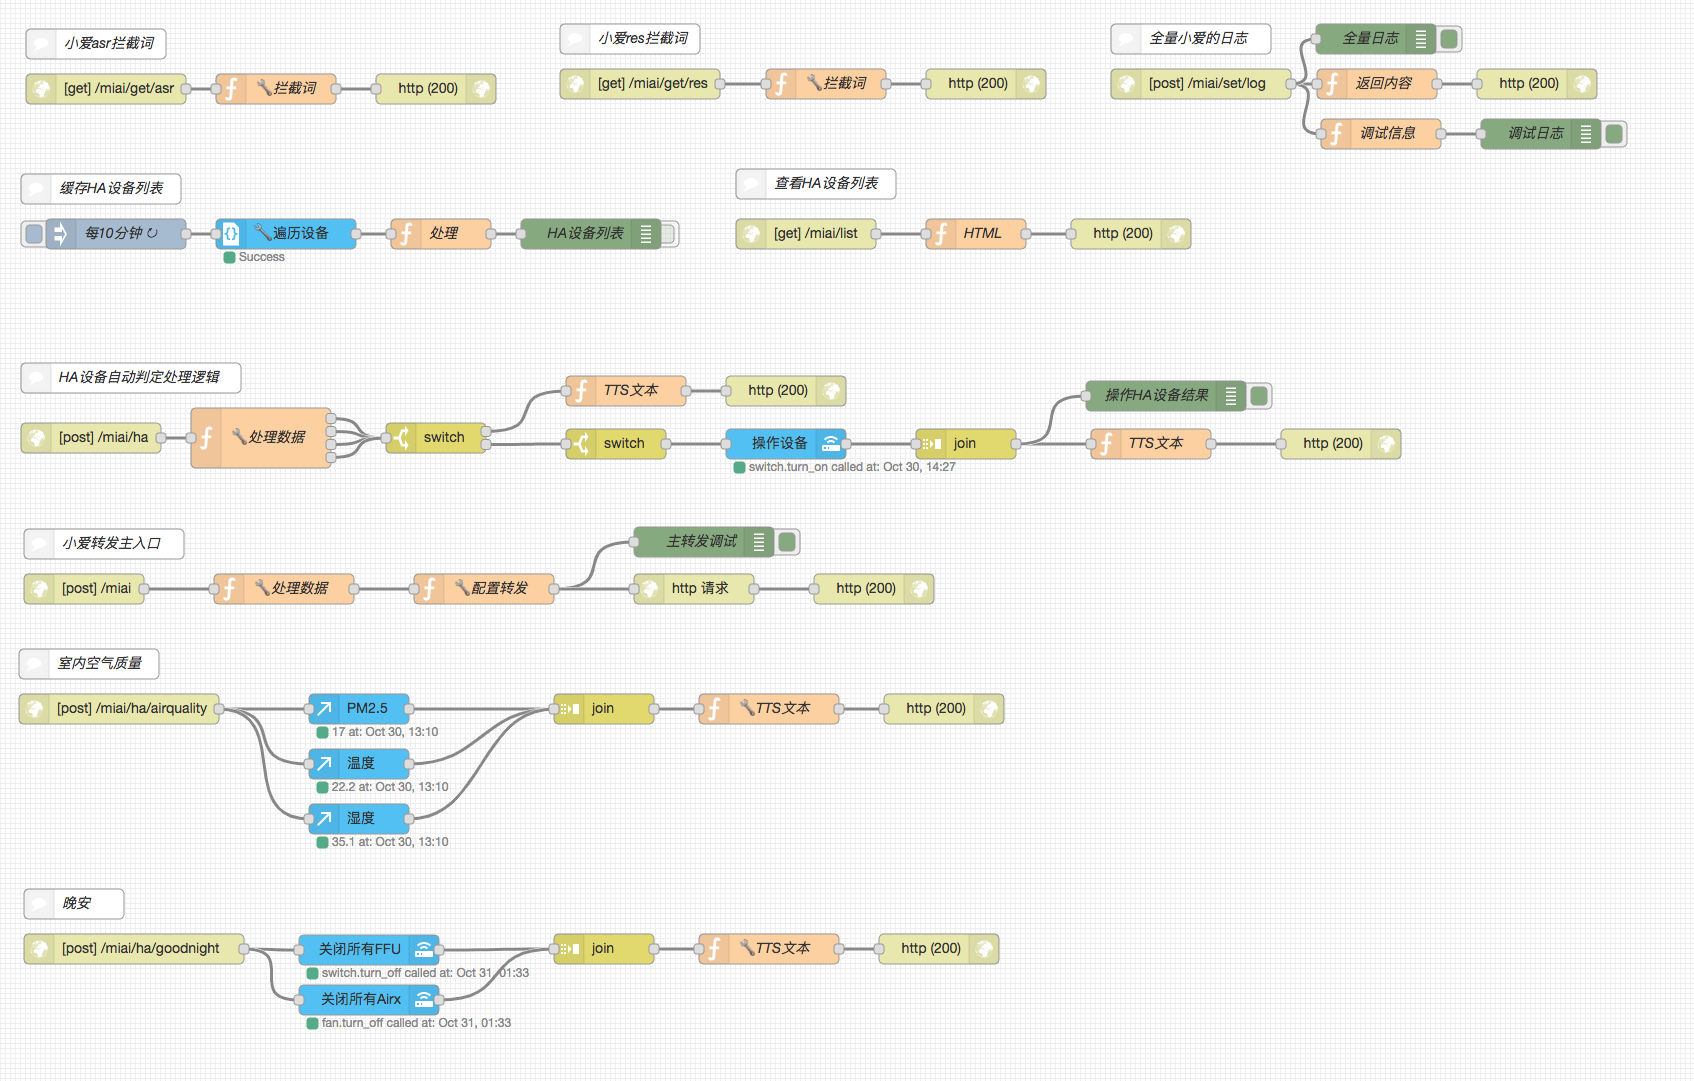 小爱asr拦截词
[get] /miai/get/asr
拦截词
http (200)
小爱res拦截词
[get] /miai/get/res
拦截词
http (200)
全量小爱的日志
全量日志
[post] /miai/set/log
返回内容
http (200)
调试信息
调试日志
缓存HA设备列表
每10分钟 ↻
遍历设备
Success
处理
HA设备列表
查看HA设备列表
[get] /miai/list
HTML
http (200)
HA设备自动判定处理逻辑
[post] /miai/ha
处理数据
switch
TTS文本
http (200)
switch
操作设备
switch.turn_on called at: Oct 30, 14:27
join
操作HA设备结果
TTS文本
http (200)
小爱转发主入口
[post] /miai
处理数据
配置转发
主转发调试
http 请求
http (200)
室内空气质量
[post] /miai/ha/airquality
PM2.5
17 at: Oct 30, 13:10
温度
22.2 at: Oct 30, 13:10
湿度
35.1 at: Oct 30, 13:10
join
TTS文本
http (200)
晚安
[post] /miai/ha/goodnight
关闭所有FFU
switch.turn_off called at: Oct 31, 01:33
关闭所有Airx
fan.turn_off called at: Oct 31, 01:33
join
TTS文本
http (200)